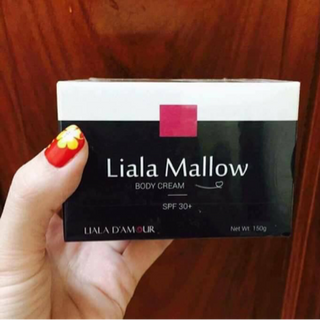 Liala Mallow
BODY CREAM
SPF 30+
LIALA D'AMOUR
Net Wt. 150g